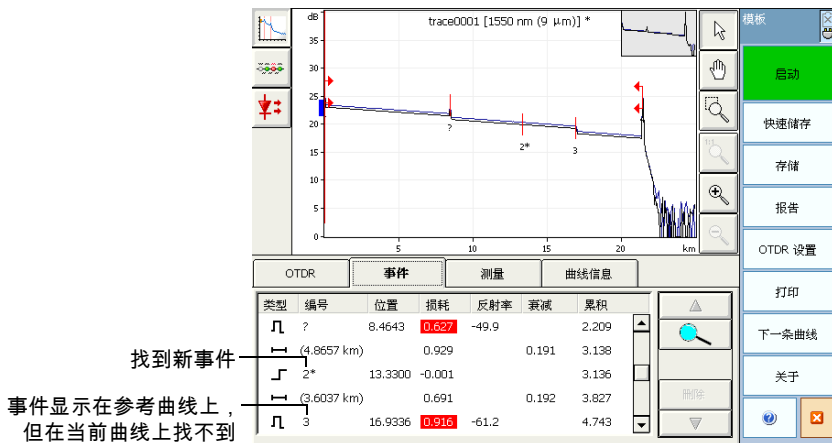 dB
trace0001 [1550 nm (9 μm)] *
35
30
25
20
15
10
5
0
?
2*
3
4
5
10
15
20
km
OTDR
事件
测量
曲线信息
类型 编号 位置 损耗 反射率 衰减 累积
? 8.4643 0.627 -49.9 2.209
(4.8657 km) 0.929 0.191 3.138
2* 13.3300 -0.001 3.136
(3.6037 km) 0.691 0.192 3.827
3 16.9336 0.916 -61.2 4.743
删除
找到新事件
事件显示在参考曲线上，
但在当前曲线上找不到
模板
启动
快速储存
存储
报告
OTDR 设置
打印
下一条曲线
关于